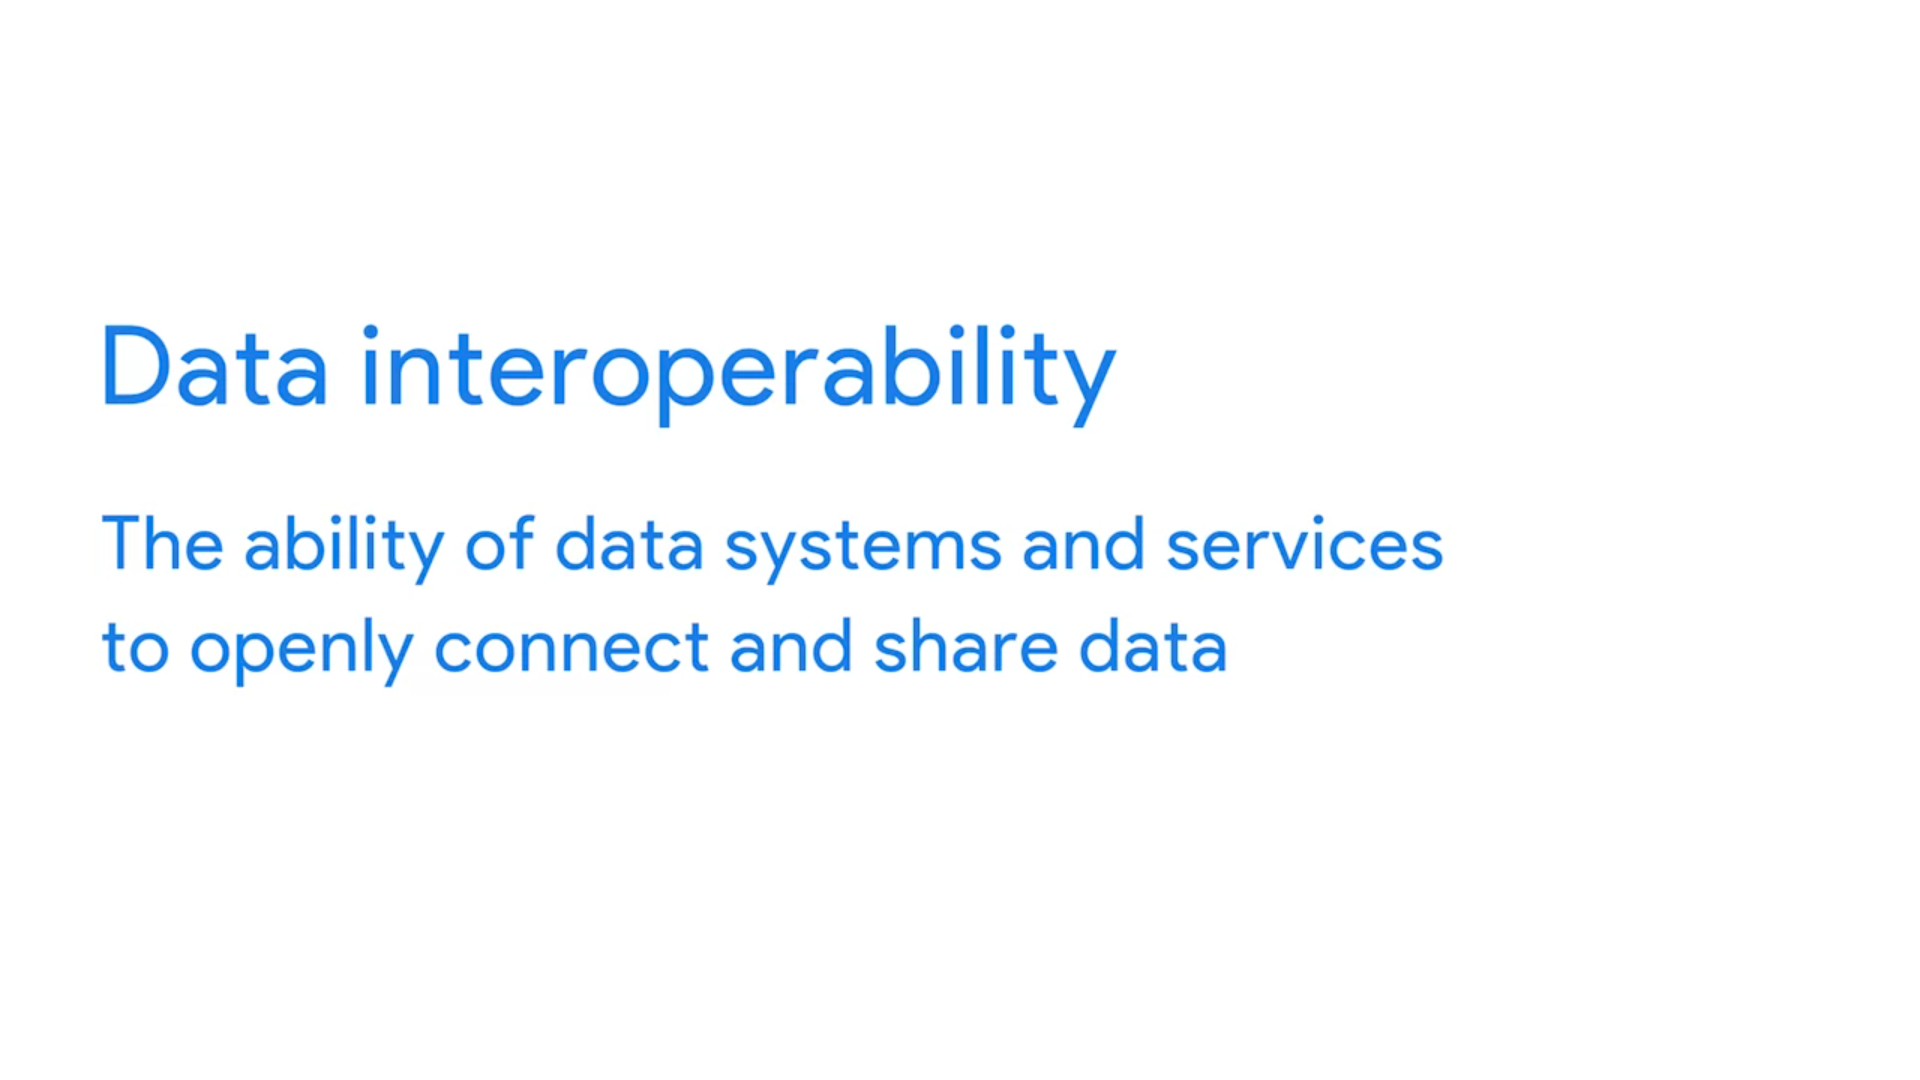 Data interoperability
The ability of data systems and services
to openly connect and share data